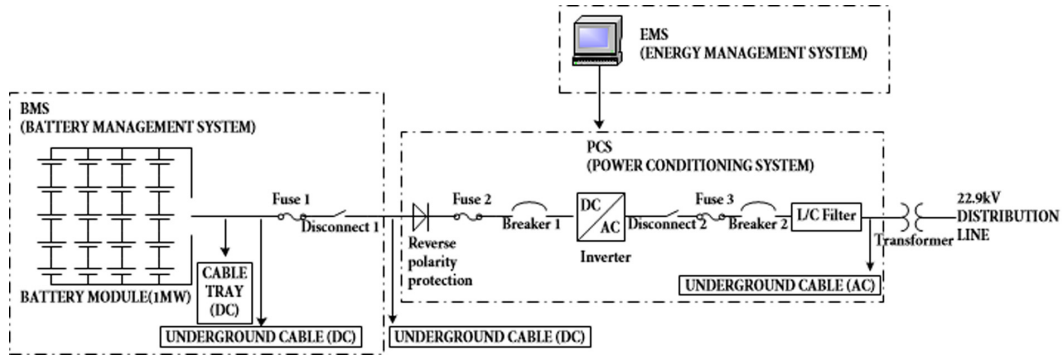 EMS
(ENERGY MANAGEMENT SYSTEM)
BMS
(BATTERY MANAGEMENT SYSTEM)
PCS
(POWER CONDITIONING SYSTEM)
Fuse 1
Disconnect 1
Reverse
polarity
protection
Fuse 2
Breaker 1
DC
AC
Inverter
Disconnect 2
Fuse 3
Breaker 2
L/C Filter
Transformer
22.9kV
DISTRIBUTION
LINE
BATTERY MODULE(1MW)
CABLE
TRAY
(DC)
UNDERGROUND CABLE (DC)
UNDERGROUND CABLE (DC)
UNDERGROUND CABLE (AC)